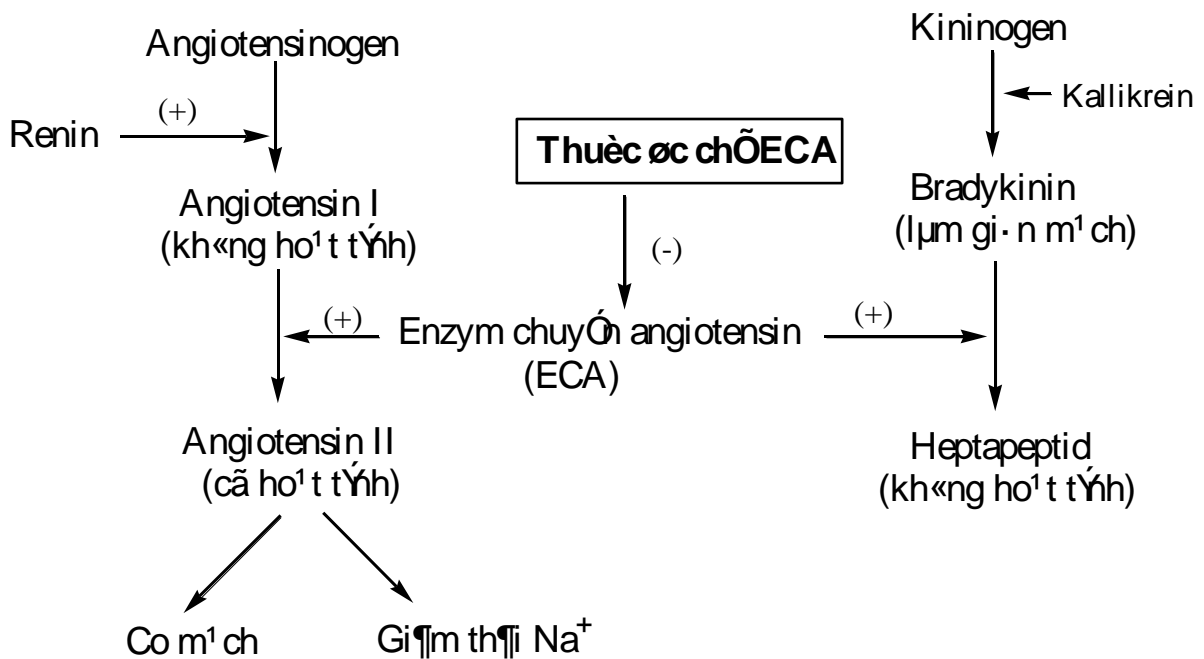 Angiotensinogen
Kininogen
(+)
Renin
Kallikrein
Thuèc øc chÕECA
Angiotensin I
(kh«ng ho¹t tÝnh)
Bradykinin
(lµm gi·n m¹ch)
(-)
(+)
Enzym chuyÓn angiotensin
(ECA)
(+)
Angiotensin II
(cã ho¹t tÝnh)
Heptapeptid
(kh«ng ho¹t tÝnh)
Co m¹ch
Gi¶m th¶i Na⁺